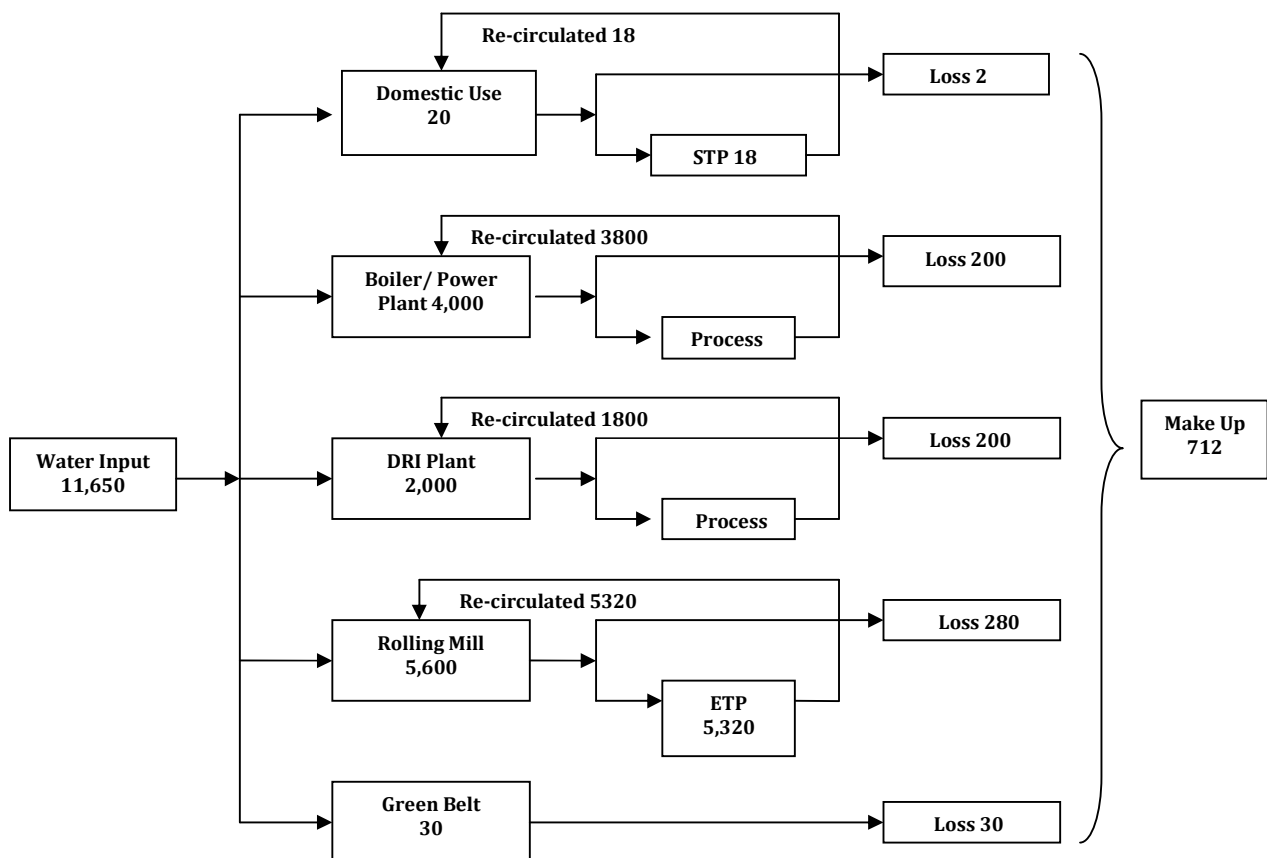 Re-circulated 18
Domestic Use
20
Loss 2
STP 18
Re-circulated 3800
Boiler/ Power
Plant 4,000
Loss 200
Process
Re-circulated 1800
Water Input
11,650
DRI Plant
2,000
Loss 200
Process
Make Up
712
Re-circulated 5320
Rolling Mill
5,600
Loss 280
ETP
5,320
Green Belt
30
Loss 30